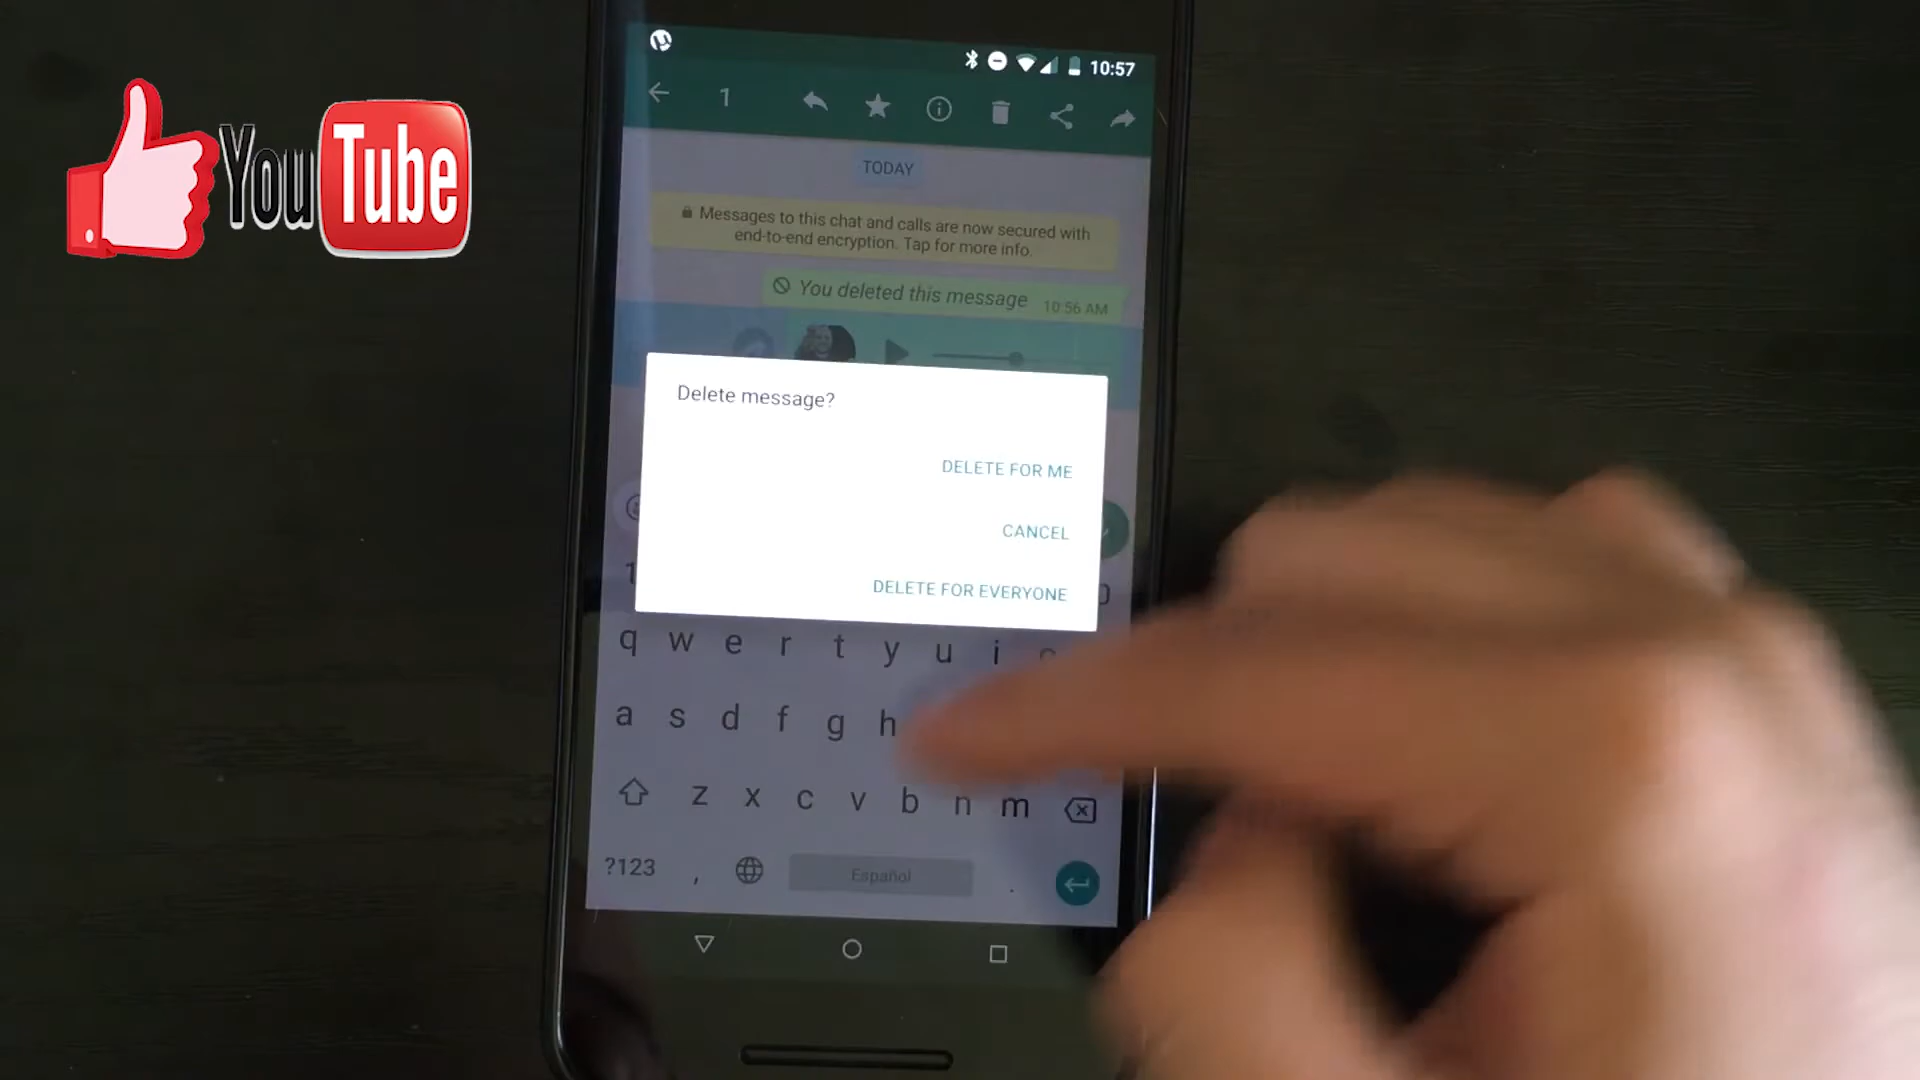 10:57
1
TODAY
Messages to this chat and calls are now secured with
end-to-end encryption. Tap for more info.
You deleted this message 10:56 AM
YouTube
Delete message?
DELETE FOR ME
CANCEL
DELETE FOR EVERYONE
q w e r t y u i
a s d f g h
z x c v b n m
?123 , Español .